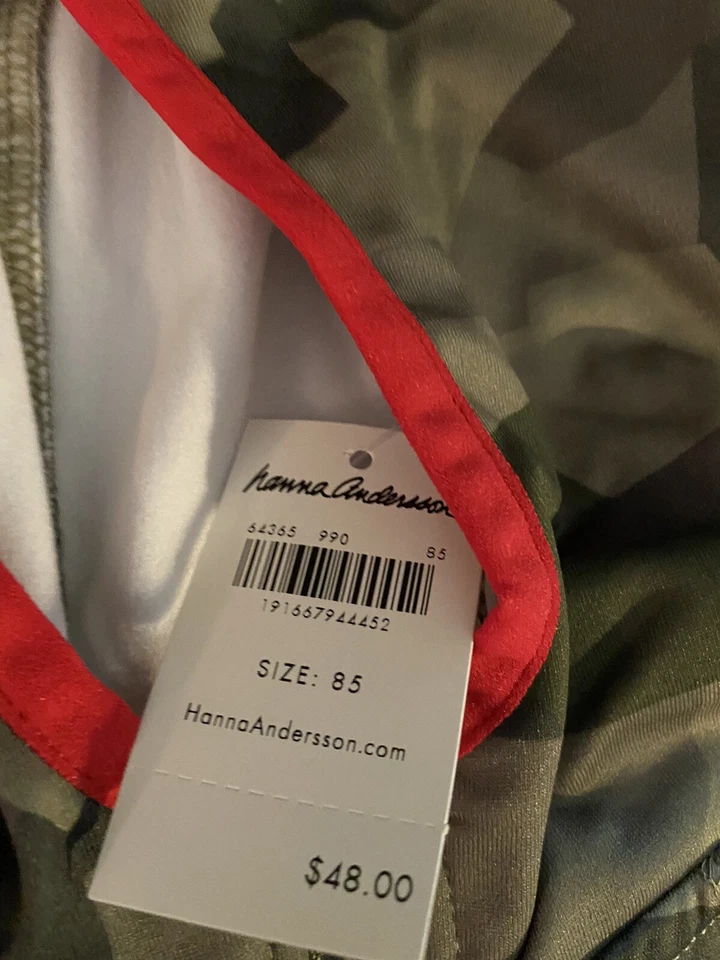 hanna Andersson
64365 990 85
191667944452
SIZE: 85
HannaAndersson.com
$48.00